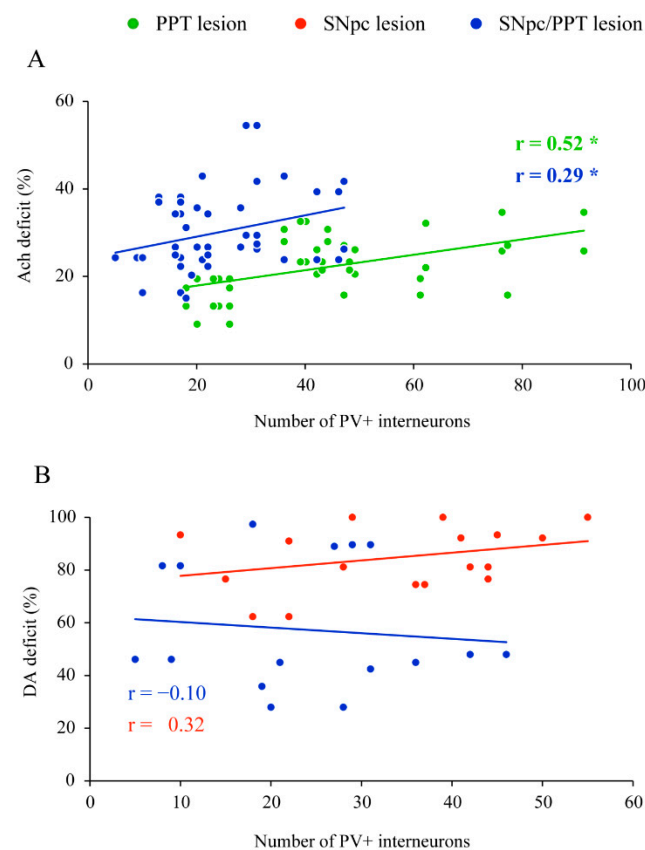 PPT lesion SNpc lesion SNpc/PPT lesion
A
60
40
20
0
Ach deficit (%)
r = 0.52 *
r = 0.29 *
0 20 40 60 80 100
Number of PV+ interneurons
B
100
80
60
40
20
0
DA deficit (%)
r = −0.10
r = 0.32
0 10 20 30 40 50 60
Number of PV+ interneurons